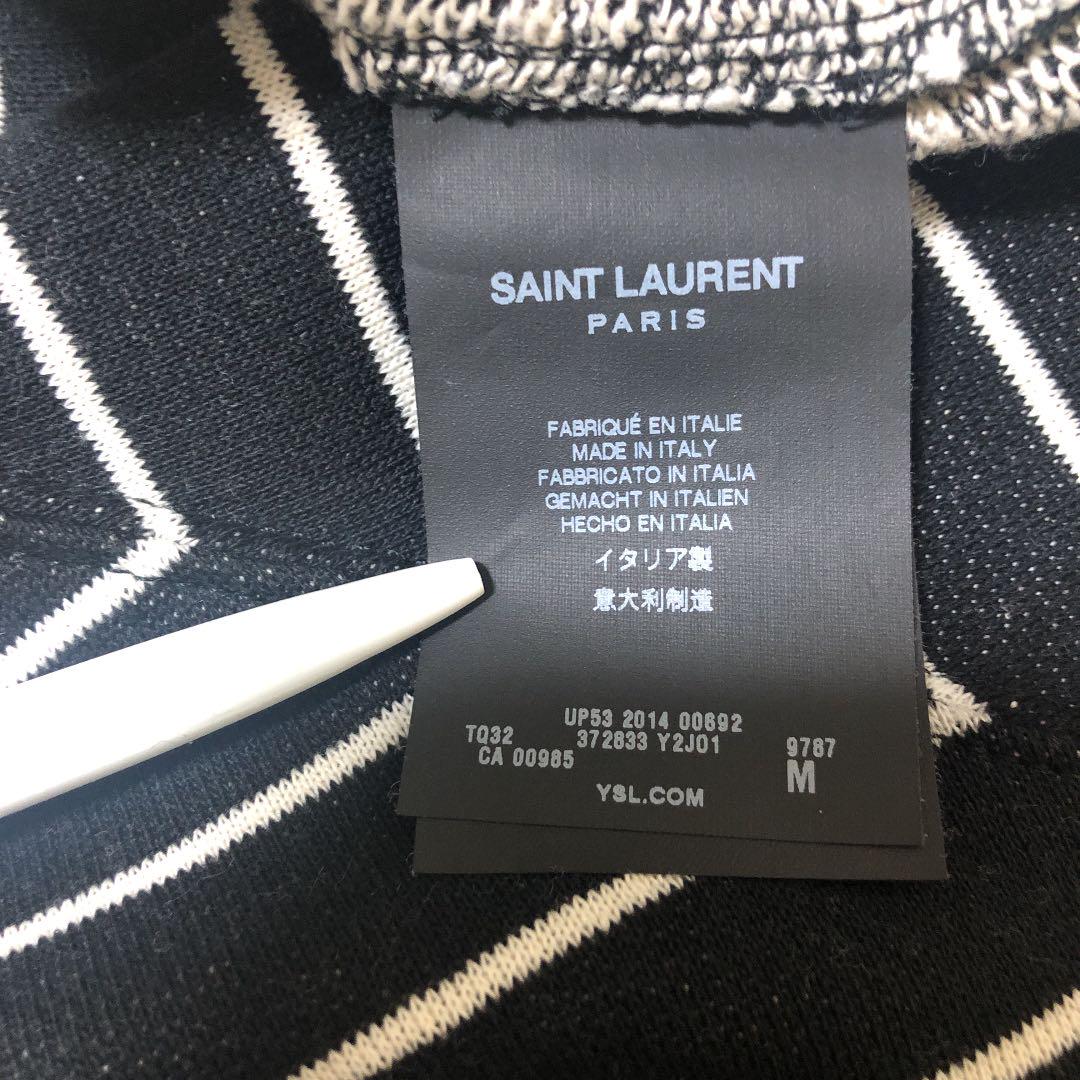 SAINT LAURENT
PARIS
FABRIQUÉ EN ITALIE
MADE IN ITALY
FABBRICATO IN ITALIA
GEMACHT IN ITALIEN
HECHO EN ITALIA
イタリア製
意大利制造
UP53 2014 00692
TQ32 372833 Y2J01 9787
CA 00985 M
YSL.COM